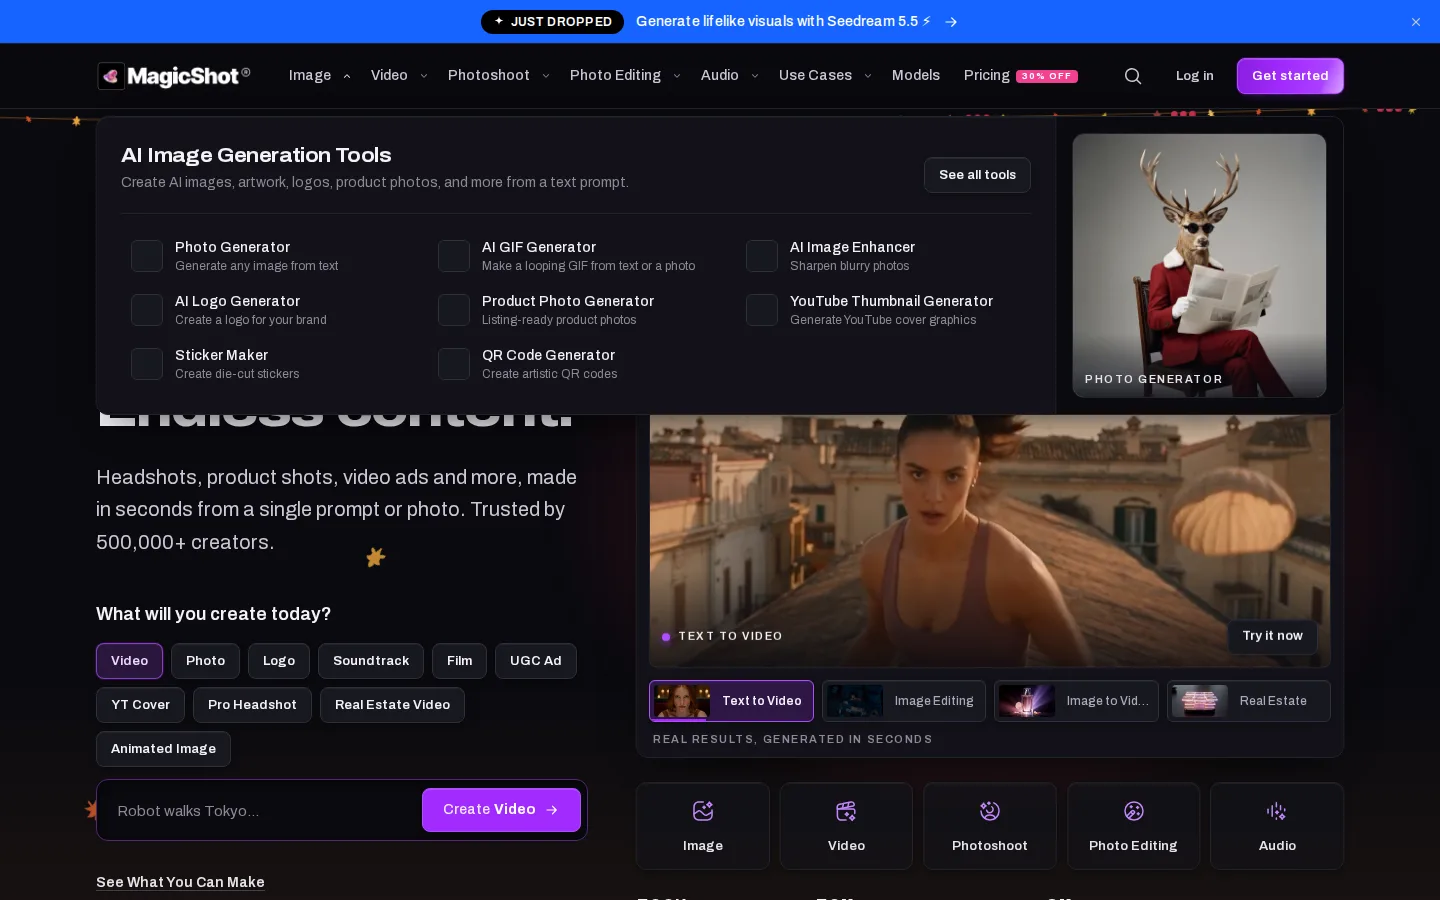 JUST DROPPED Generate lifelike visuals with Seedream 5.5
MagicShot®
Image Video Photoshoot Photo Editing Audio Use Cases Models Pricing 30% OFF Log in Get started
AI Image Generation Tools
Create AI images, artwork, logos, product photos, and more from a text prompt.
See all tools
Photo Generator
Generate any image from text
AI GIF Generator
Make a looping GIF from text or a photo
AI Image Enhancer
Sharpen blurry photos
AI Logo Generator
Create a logo for your brand
Product Photo Generator
Listing-ready product photos
YouTube Thumbnail Generator
Generate YouTube cover graphics
Sticker Maker
Create die-cut stickers
QR Code Generator
Create artistic QR codes
PHOTO GENERATOR
Endless content.
Headshots, product shots, video ads and more, made
in seconds from a single prompt or photo. Trusted by
500,000+ creators.
What will you create today?
Video Photo Logo Soundtrack Film UGC Ad
YT Cover Pro Headshot Real Estate Video
Animated Image
Robot walks Tokyo... Create Video
See What You Can Make
TEXT TO VIDEO
Try it now
Text to Video Image Editing Image to Vid... Real Estate
REAL RESULTS, GENERATED IN SECONDS
Image Video Photoshoot Photo Editing Audio